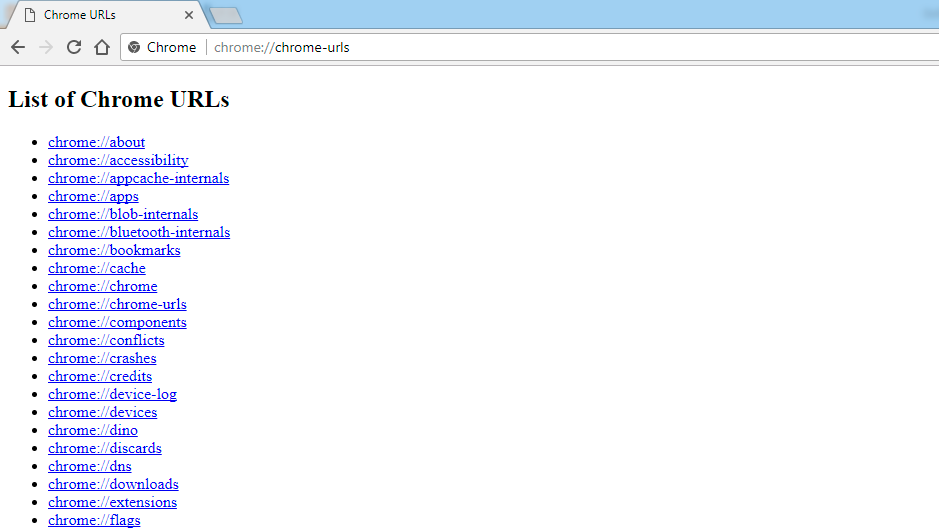 Chrome URLs
Chrome chrome://chrome-urls
List of Chrome URLs
chrome://about
chrome://accessibility
chrome://appcache-internals
chrome://apps
chrome://blob-internals
chrome://bluetooth-internals
chrome://bookmarks
chrome://cache
chrome://chrome
chrome://chrome-urls
chrome://components
chrome://conflicts
chrome://crashes
chrome://credits
chrome://device-log
chrome://devices
chrome://dino
chrome://discards
chrome://dns
chrome://downloads
chrome://extensions
chrome://flags